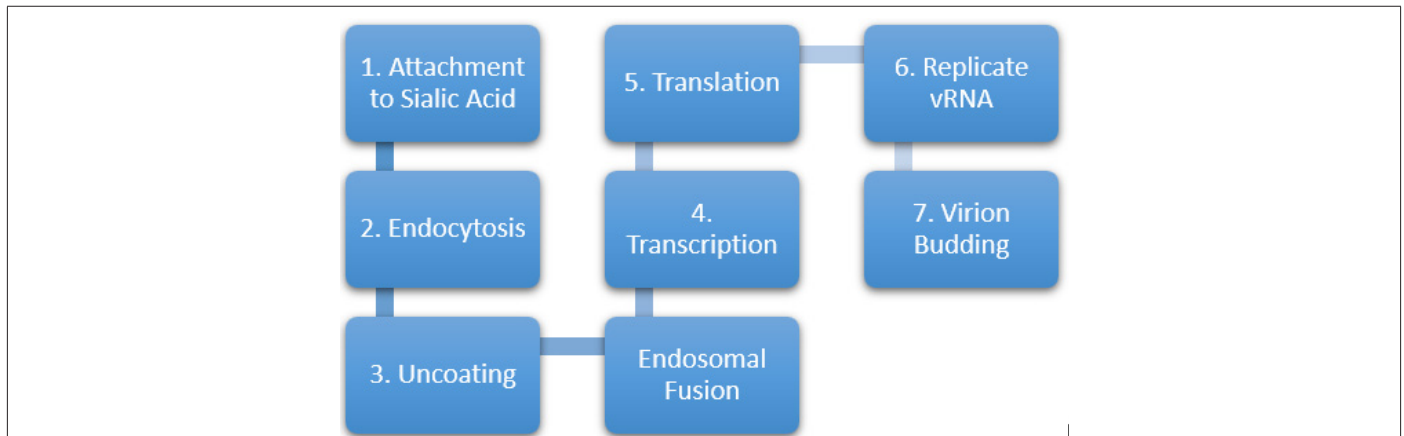 1. Attachment
to Sialic Acid
2. Endocytosis
3. Uncoating
Endosomal
Fusion
4.
Transcription
5. Translation
6. Replicate
vRNA
7. Virion
Budding